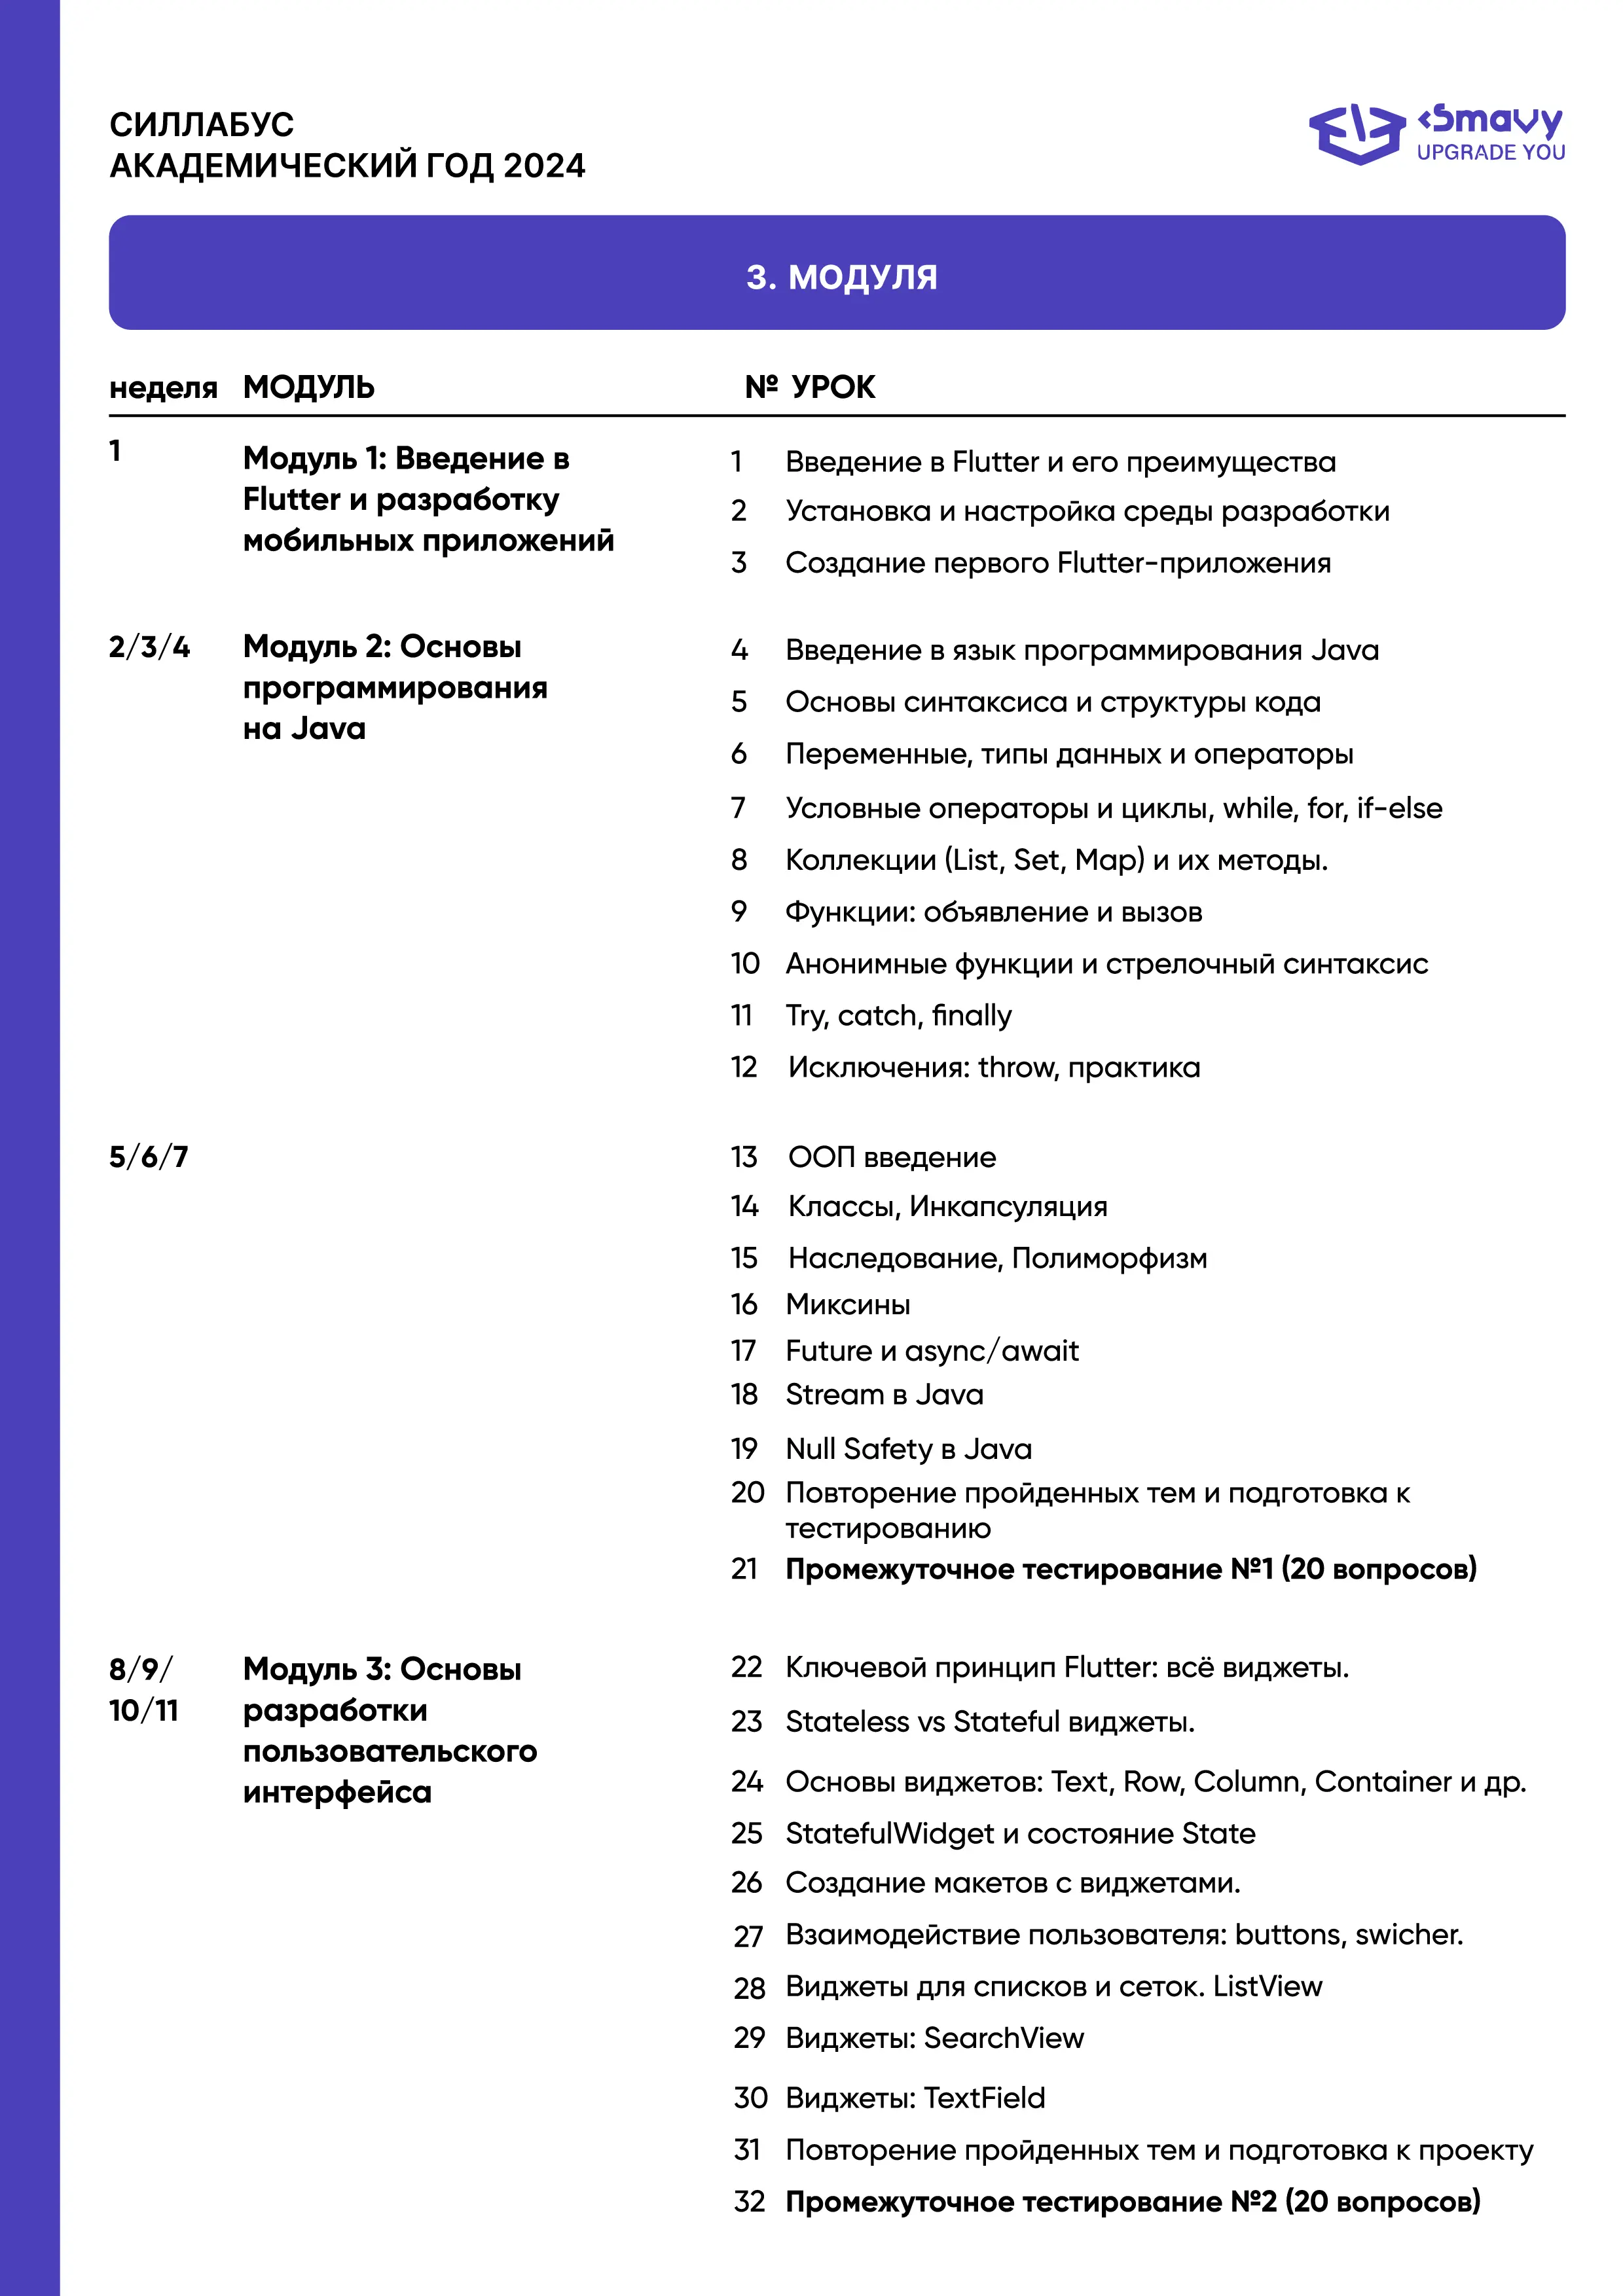 СИЛЛАБУС
АКАДЕМИЧЕСКИЙ ГОД 2024
Smavy
UPGRADE YOU
3. МОДУЛЯ
неделя МОДУЛЬ № УРОК
1 Модуль 1: Введение в
Flutter и разработку
мобильных приложений
1 Введение в Flutter и его преимущества
2 Установка и настройка среды разработки
3 Создание первого Flutter-приложения
2/3/4 Модуль 2: Основы
программирования
на Java
4 Введение в язык программирования Java
5 Основы синтаксиса и структуры кода
6 Переменные, типы данных и операторы
7 Условные операторы и циклы, while, for, if-else
8 Коллекции (List, Set, Map) и их методы.
9 Функции: объявление и вызов
10 Анонимные функции и стрелочный синтаксис
11 Try, catch, finally
12 Исключения: throw, практика
5/6/7
13 ООП введение
14 Классы, Инкапсуляция
15 Наследование, Полиморфизм
16 Миксины
17 Future и async/await
18 Stream в Java
19 Null Safety в Java
20 Повторение пройденных тем и подготовка к
тестированию
21 Промежуточное тестирование №1 (20 вопросов)
8/9/
10/11
Модуль 3: Основы
разработки
пользовательского
интерфейса
22 Ключевой принцип Flutter: всё виджеты.
23 Stateless vs Stateful виджеты.
24 Основы виджетов: Text, Row, Column, Container и др.
25 StatefulWidget и состояние State
26 Создание макетов с виджетами.
27 Взаимодействие пользователя: buttons, swicher.
28 Виджеты для списков и сеток. ListView
29 Виджеты: SearchView
30 Виджеты: TextField
31 Повторение пройденных тем и подготовка к проекту
32 Промежуточное тестирование №2 (20 вопросов)